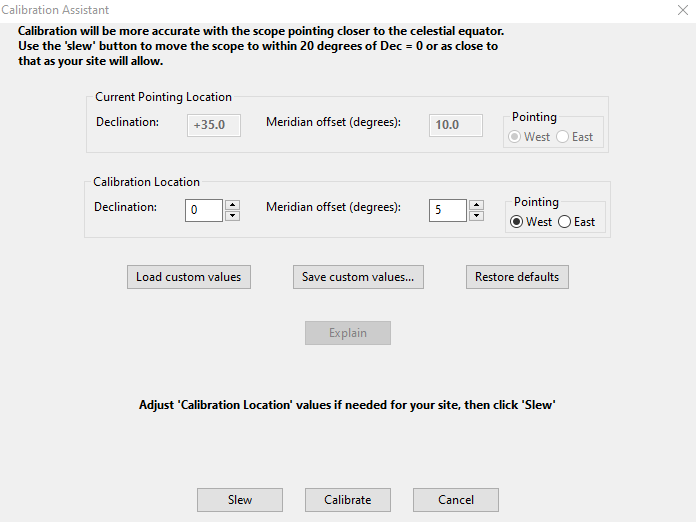 Calibration Assistant
Calibration will be more accurate with the scope pointing closer to the celestial equator.
Use the 'slew' button to move the scope to within 20 degrees of Dec = 0 or as close to
that as your site will allow.
Current Pointing Location
Declination: +35.0 Meridian offset (degrees): 10.0 Pointing
West East
Calibration Location
Declination: 0 Meridian offset (degrees): 5 Pointing
West East
Load custom values Save custom values... Restore defaults
Explain
Adjust 'Calibration Location' values if needed for your site, then click 'Slew'
Slew Calibrate Cancel